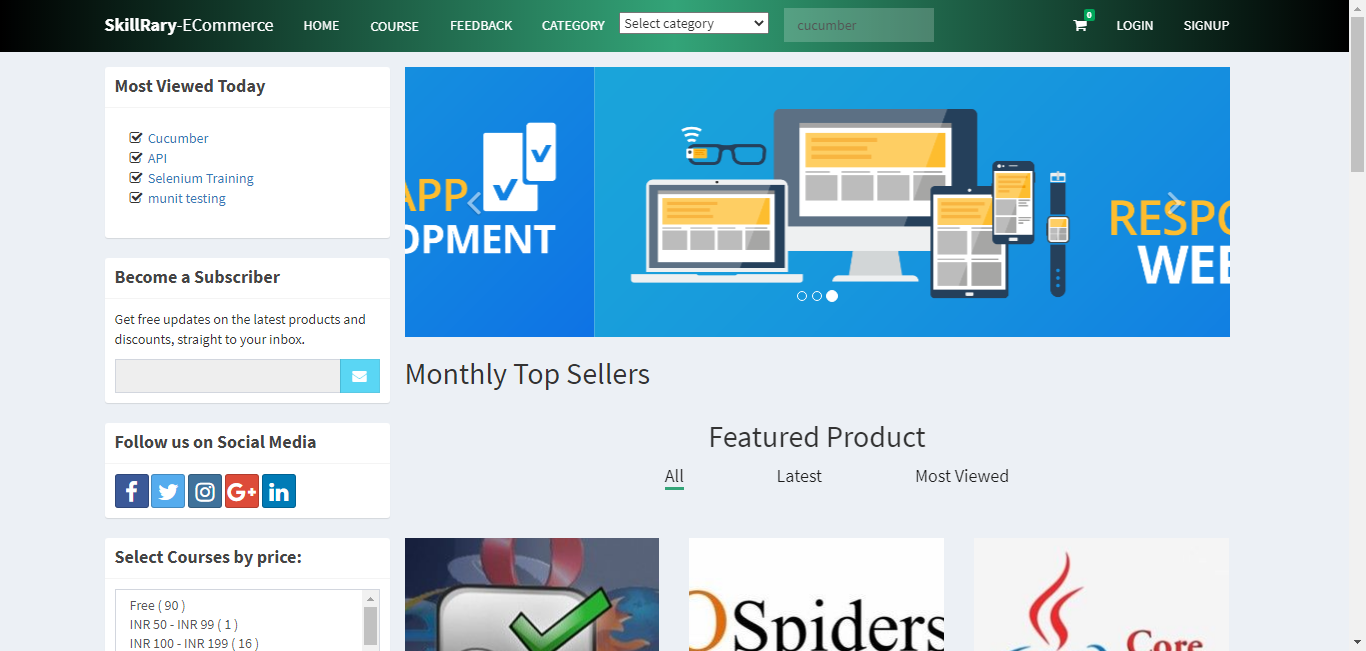 SkillRary-ECommerce HOME COURSE FEEDBACK CATEGORY Select category cucumber 0 LOGIN SIGNUP
Most Viewed Today
Cucumber
API
Selenium Training
munit testing
Become a Subscriber
Get free updates on the latest products and
discounts, straight to your inbox.
Follow us on Social Media
Select Courses by price:
Free ( 90 )
INR 50 - INR 99 ( 1 )
INR 100 - INR 199 ( 16 )
APP
OPMENT
RESPO
WEB
Monthly Top Sellers
Featured Product
All Latest Most Viewed
Spiders
Core